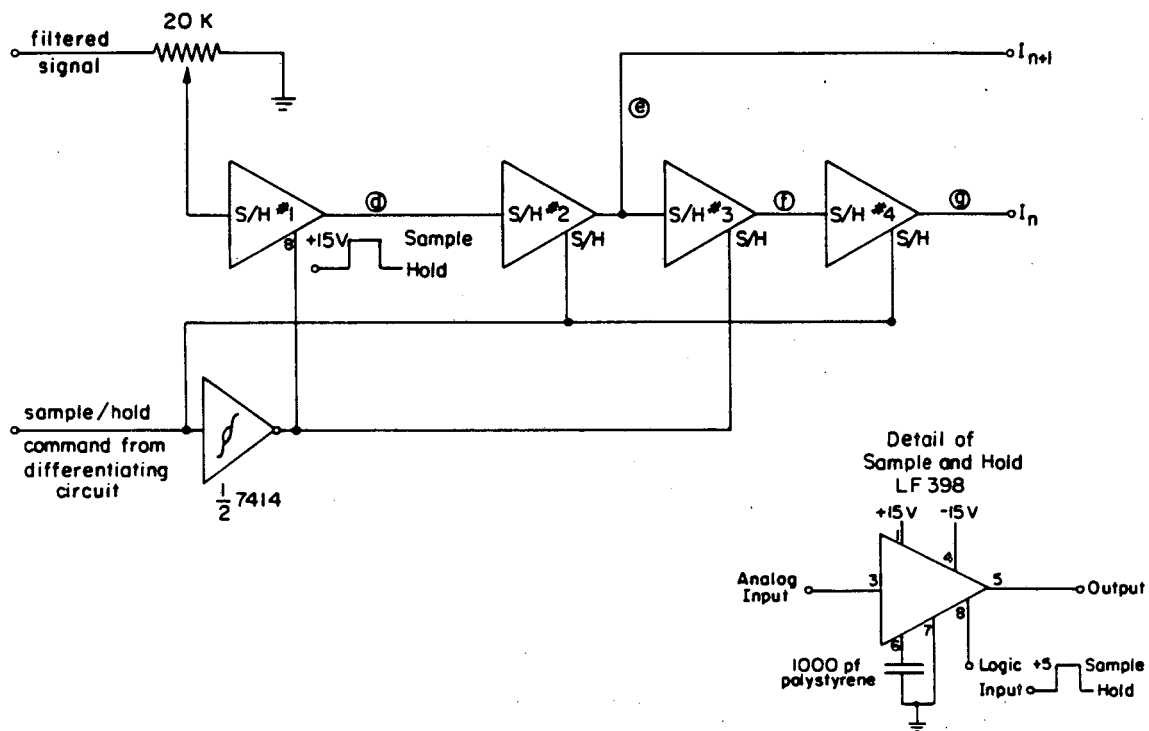 20 K
filtered
signal
I n+1
ⓔ
S/H #1
ⓓ
S/H #2
S/H #3
ⓕ
S/H #4
ⓖ
I n
8
+15V
Sample
Hold
S/H
S/H
S/H
sample/hold
command from
differentiating
circuit
1/2 7414
Detail of
Sample and Hold
LF 398
+15V
-15V
1
4
Analog
Input
3
5
Output
6
7
8
1000 pf
polystyrene
Logic
Input
+5
Sample
Hold